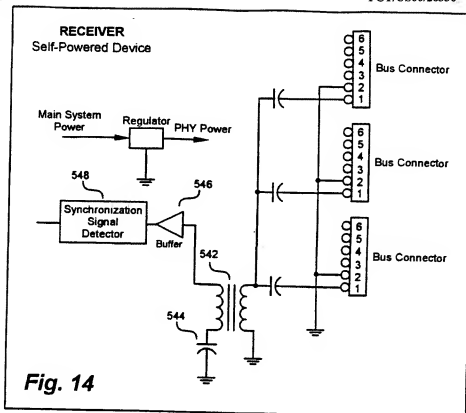 RECEIVER
Self-Powered Device
Main System
Power
Regulator
PHY Power
548
Synchronization
Signal
Detector
546
Buffer
542
544
6
5
4
3
2
1
Bus Connector
6
5
4
3
2
1
Bus Connector
6
5
4
3
2
1
Bus Connector
Fig. 14